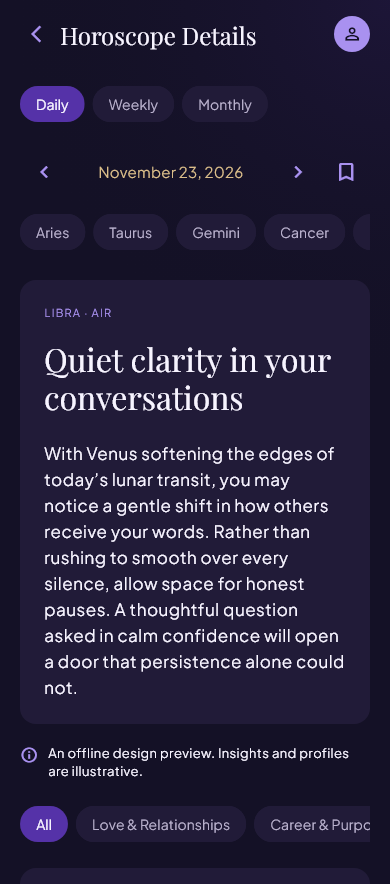 Horoscope Details
Daily Weekly Monthly
November 23, 2026
Aries Taurus Gemini Cancer
LIBRA · AIR
Quiet clarity in your
conversations
With Venus softening the edges of
today’s lunar transit, you may
notice a gentle shift in how others
receive your words. Rather than
rushing to smooth over every
silence, allow space for honest
pauses. A thoughtful question
asked in calm confidence will open
a door that persistence alone could
not.
An offline design preview. Insights and profiles
are illustrative.
All Love & Relationships Career & Purpo